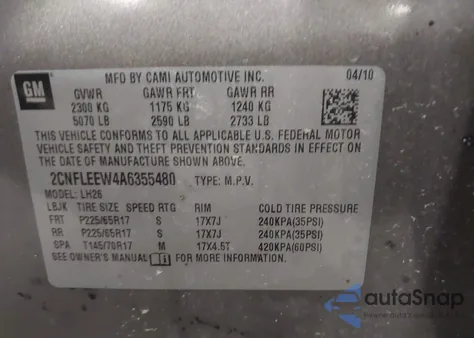 GM
MFD BY CAMI AUTOMOTIVE INC. 04/10
GVWR GAWR FRT GAWR RR
2300 KG 1175 KG 1240 KG
5070 LB 2590 LB 2733 LB
THIS VEHICLE CONFORMS TO ALL APPLICABLE U.S. FEDERAL MOTOR
VEHICLE SAFETY AND THEFT PREVENTION STANDARDS IN EFFECT ON
THE DATE OF MANUFACTURE SHOWN ABOVE.
2CNFLEEW4A6355480 TYPE: M.P.V.
MODEL: LH26
LBJK TIRE SIZE SPEED RTG RIM COLD TIRE PRESSURE
FRT P225/65R17 S 17X7J 240KPA(35PSI)
RR P225/65R17 S 17X7J 240KPA(35PSI)
SPA T145/70R17 M 17X4.5T 420KPA(60PSI)
SEE OWNER'S MANUAL FOR MORE INFORMATION.
autoSnap